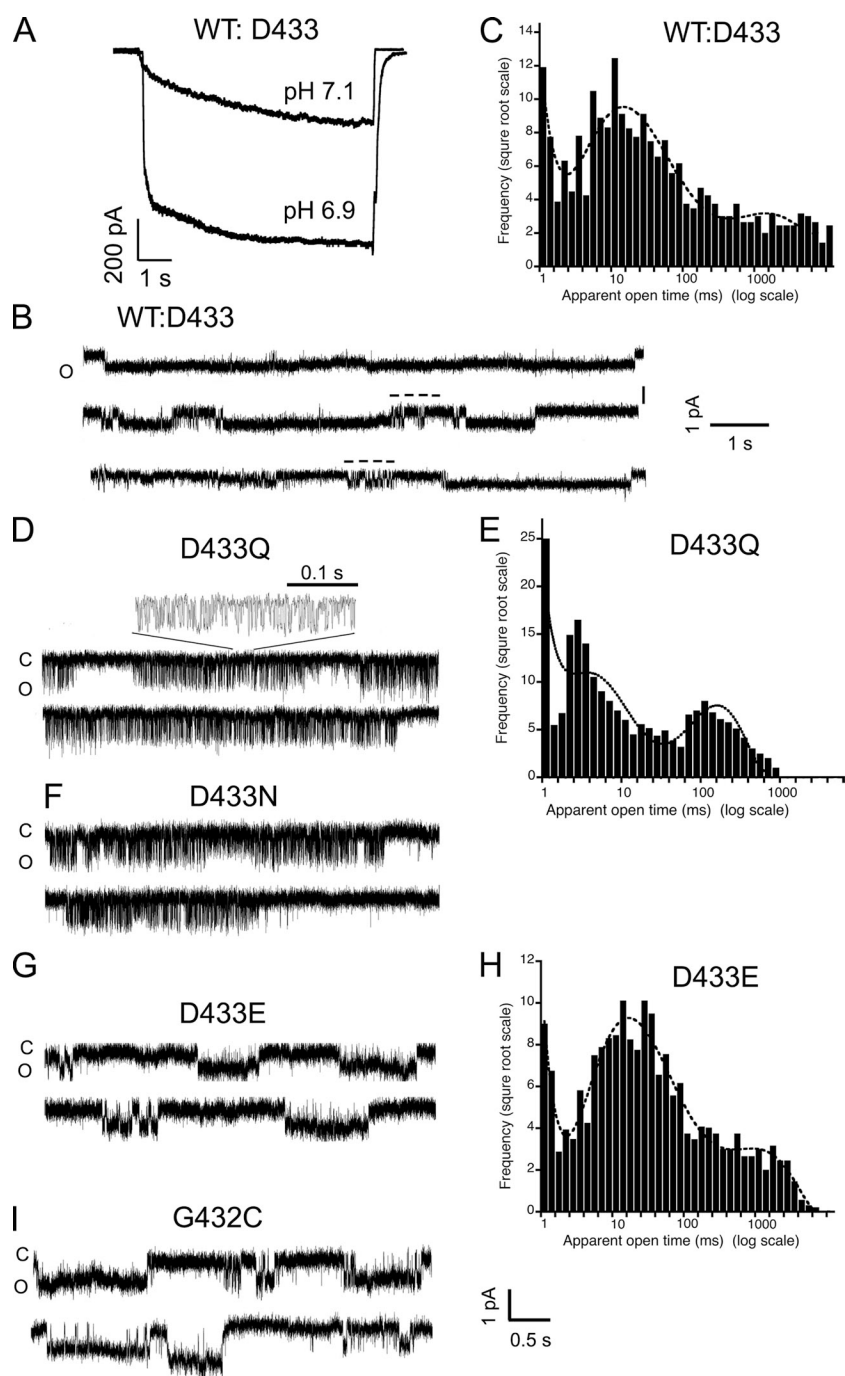 A
WT: D433
pH 7.1
pH 6.9
200 pA
1 s
B
WT:D433
O
1 pA
1 s
C
WT:D433
Frequency (squre root scale)
14
12
10
8
6
4
2
0
1 10 100 1000
Apparent open time (ms) (log scale)
D
D433Q
0.1 s
C
O
E
D433Q
Frequency (squre root scale)
25
20
15
10
5
0
1 10 100 1000
Apparent open time (ms) (log scale)
F
D433N
C
O
G
D433E
C
O
H
D433E
Frequency (squre root scale)
12
10
8
6
4
2
0
1 10 100 1000
Apparent open time (ms) (log scale)
I
G432C
C
O
1 pA
0.5 s